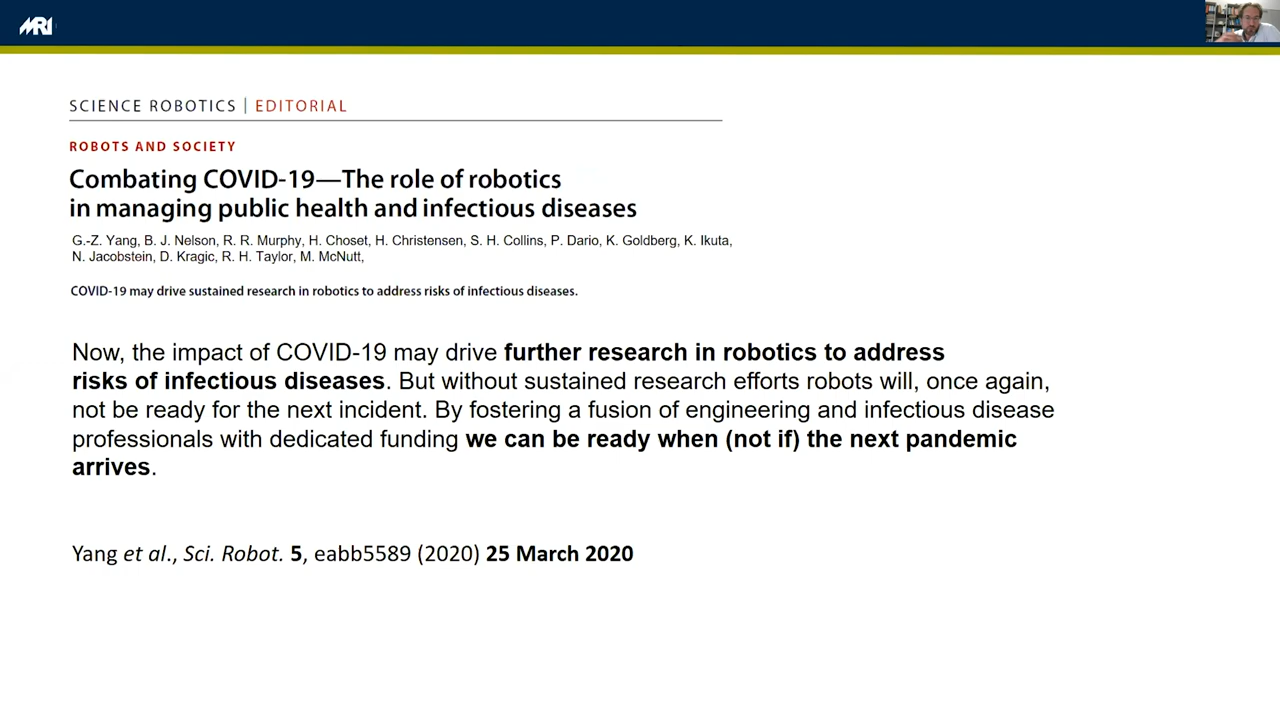 MRI
SCIENCE ROBOTICS | EDITORIAL
ROBOTS AND SOCIETY
Combating COVID-19—The role of robotics
in managing public health and infectious diseases
G.-Z. Yang, B. J. Nelson, R. R. Murphy, H. Choset, H. Christensen, S. H. Collins, P. Dario, K. Goldberg, K. Ikuta,
N. Jacobstein, D. Kragic, R. H. Taylor, M. McNutt,
COVID-19 may drive sustained research in robotics to address risks of infectious diseases.
Now, the impact of COVID-19 may drive further research in robotics to address
risks of infectious diseases. But without sustained research efforts robots will, once again,
not be ready for the next incident. By fostering a fusion of engineering and infectious disease
professionals with dedicated funding we can be ready when (not if) the next pandemic
arrives.
Yang et al., Sci. Robot. 5, eabb5589 (2020) 25 March 2020